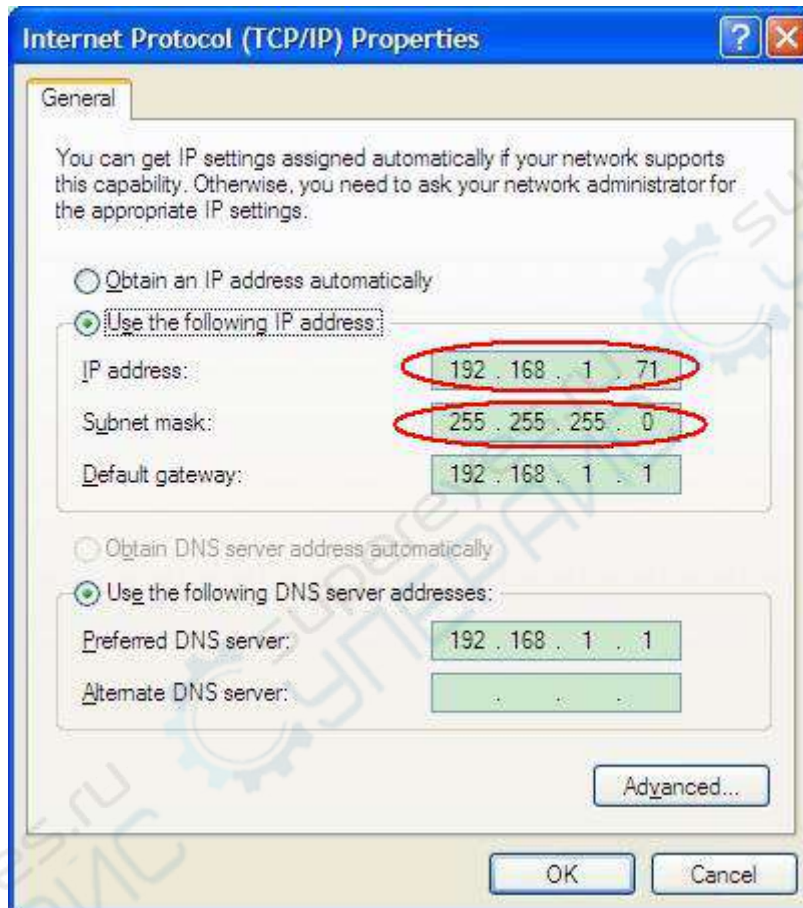 Internet Protocol (TCP/IP) Properties
General
You can get IP settings assigned automatically if your network supports
this capability. Otherwise, you need to ask your network administrator for
the appropriate IP settings.
Obtain an IP address automatically
Use the following IP address:
IP address: 192 . 168 . 1 . 71
Subnet mask: 255 . 255 . 255 . 0
Default gateway: 192 . 168 . 1 . 1
Obtain DNS server address automatically
Use the following DNS server addresses:
Preferred DNS server: 192 . 168 . 1 . 1
Alternate DNS server: . . .
Advanced...
OK Cancel
supereyes.ru
СУПЕРАЙС